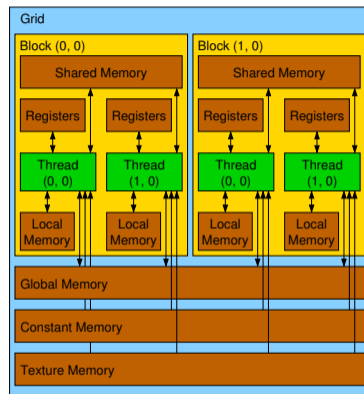 Grid
Block (0, 0)
Shared Memory
Registers
Registers
Thread
(0, 0)
Thread
(1, 0)
Local
Memory
Local
Memory
Block (1, 0)
Shared Memory
Registers
Registers
Thread
(0, 0)
Thread
(1, 0)
Local
Memory
Local
Memory
Global Memory
Constant Memory
Texture Memory